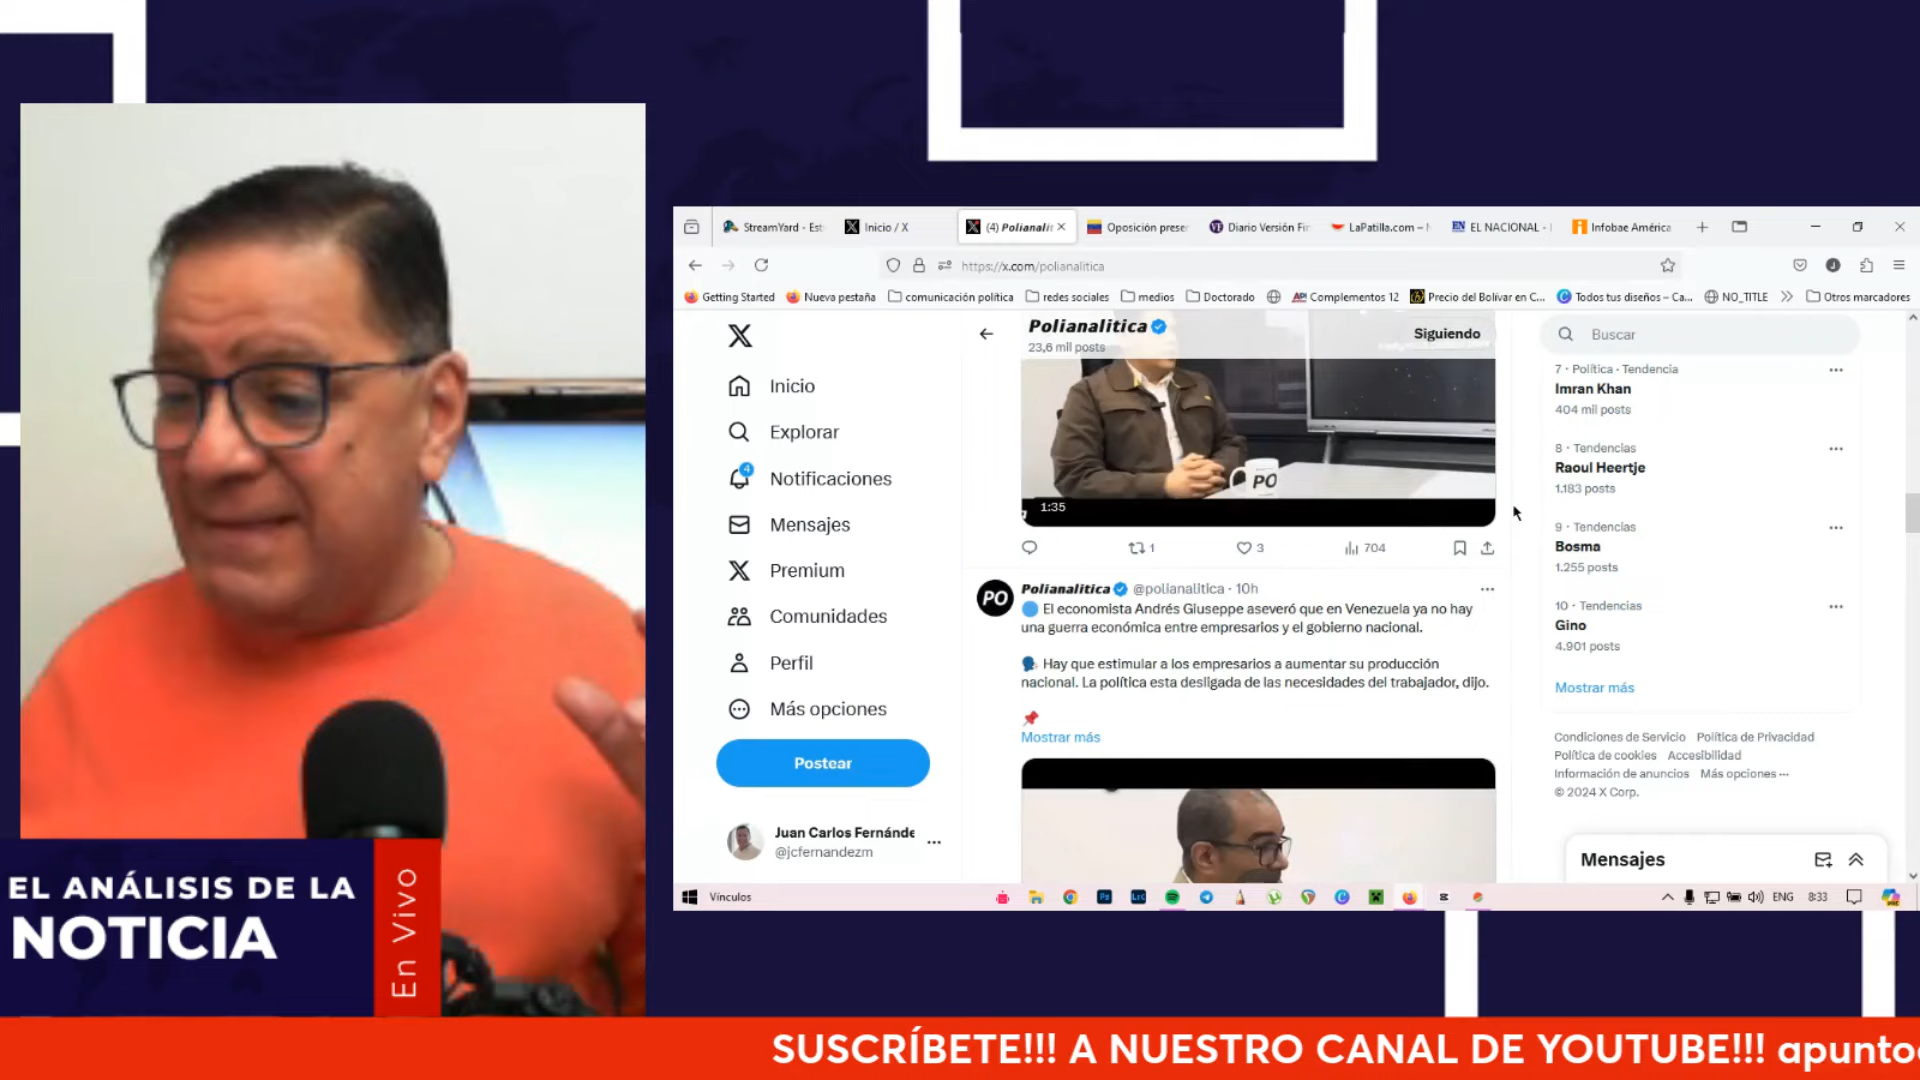 StreamYard - Est
Inicio / X
(4) Polianalit
Oposición prese
Diario Versión Fi
LaPatilla.com –
EL NACIONAL -
Infobae América
https://x.com/polianalitica
Getting Started
Nueva pestaña
comunicación política
redes sociales
medios
Doctorado
Complementos 12
Precio del Bolívar en C...
Todos tus diseños – Ca...
NO_TITLE
Otros marcadores
X
Inicio
Explorar
4
Notificaciones
Mensajes
Premium
Comunidades
Perfil
Más opciones
Postear
Juan Carlos Fernánde
@jcfernandezm
Polianalitica
23,6 mil posts
Siguiendo
PO
1:35
1
3
704
PO
Polianalitica @polianalitica · 10h
El economista Andrés Giuseppe aseveró que en Venezuela ya no hay
una guerra económica entre empresarios y el gobierno nacional.
Hay que estimular a los empresarios a aumentar su producción
nacional. La política esta desligada de las necesidades del trabajador, dijo.
Mostrar más
Buscar
7 · Política · Tendencia
Imran Khan
404 mil posts
8 · Tendencias
Raoul Heertje
1.183 posts
9 · Tendencias
Bosma
1.255 posts
10 · Tendencias
Gino
4.901 posts
Mostrar más
Condiciones de Servicio Política de Privacidad
Política de cookies Accesibilidad
Información de anuncios Más opciones ···
© 2024 X Corp.
Mensajes
Vínculos
ENG
8:33
EL ANÁLISIS DE LA
NOTICIA
En Vivo
SUSCRÍBETE!!! A NUESTRO CANAL DE YOUTUBE!!! apunto